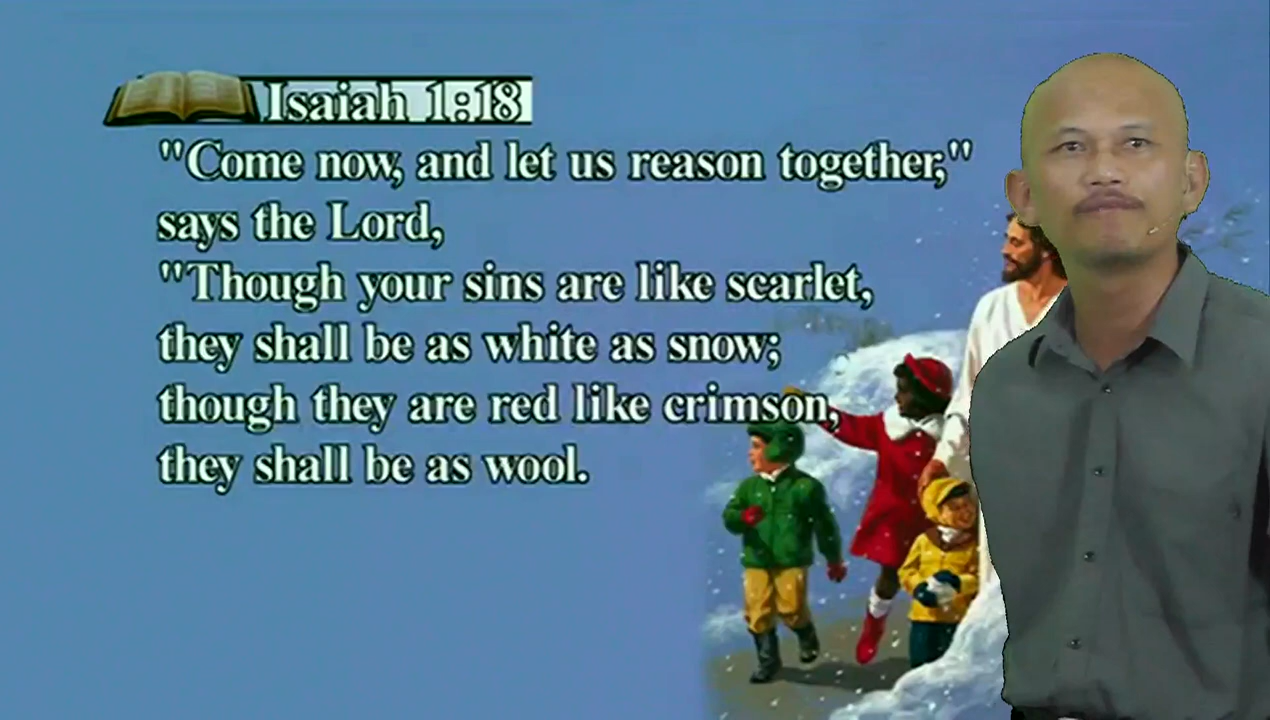 Isaiah 1:18
"Come now, and let us reason together,"
says the Lord,
"Though your sins are like scarlet,
they shall be as white as snow;
though they are red like crimson,
they shall be as wool.